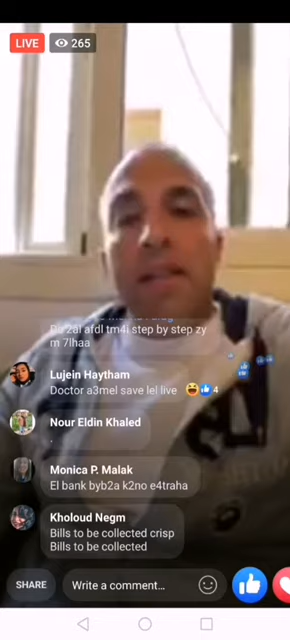 LIVE
265
afdl tm4i step by step zy
m 7lhaa
Lujein Haytham
Doctor a3mel save lel live
4
Nour Eldin Khaled
.
Monica P. Malak
El bank byb2a k2no e4traha
Kholoud Negm
Bills to be collected crisp
Bills to be collected
SHARE
Write a comment...